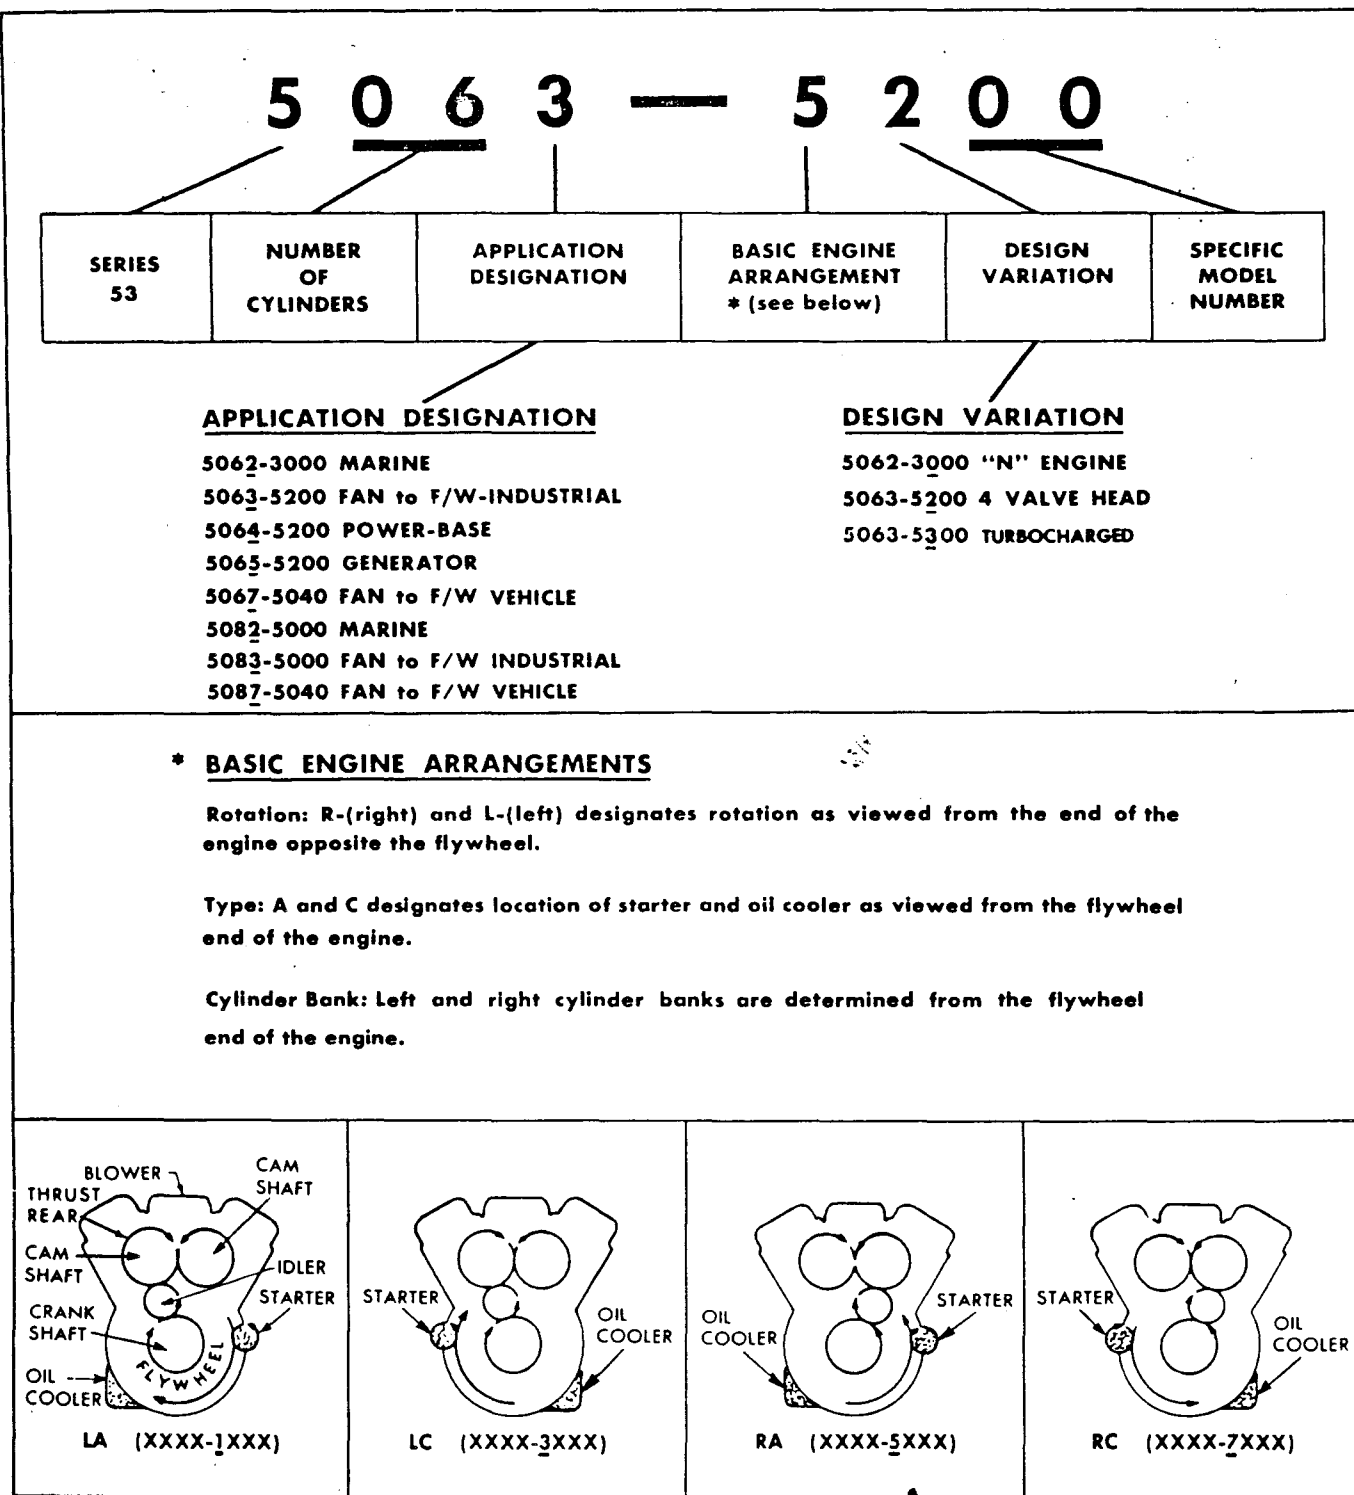 5 0 6 3 — 5 2 0 0
SERIES
53
NUMBER
OF
CYLINDERS
APPLICATION
DESIGNATION
BASIC ENGINE
ARRANGEMENT
* (see below)
DESIGN
VARIATION
SPECIFIC
MODEL
NUMBER
APPLICATION DESIGNATION
5062-3000 MARINE
5063-5200 FAN to F/W-INDUSTRIAL
5064-5200 POWER-BASE
5065-5200 GENERATOR
5067-5040 FAN to F/W VEHICLE
5082-5000 MARINE
5083-5000 FAN to F/W INDUSTRIAL
5087-5040 FAN to F/W VEHICLE
DESIGN VARIATION
5062-3000 “N” ENGINE
5063-5200 4 VALVE HEAD
5063-5300 TURBOCHARGED
* BASIC ENGINE ARRANGEMENTS
Rotation: R-(right) and L-(left) designates rotation as viewed from the end of the
engine opposite the flywheel.
Type: A and C designates location of starter and oil cooler as viewed from the flywheel
end of the engine.
Cylinder Bank: Left and right cylinder banks are determined from the flywheel
end of the engine.
BLOWER
CAM
SHAFT
THRUST
REAR
CAM
SHAFT
IDLER
STARTER
CRANK
SHAFT
FLYWHEEL
OIL
COOLER
LA (XXXX-1XXX)
STARTER
OIL
COOLER
LC (XXXX-3XXX)
OIL
COOLER
STARTER
RA (XXXX-5XXX)
STARTER
OIL
COOLER
RC (XXXX-7XXX)